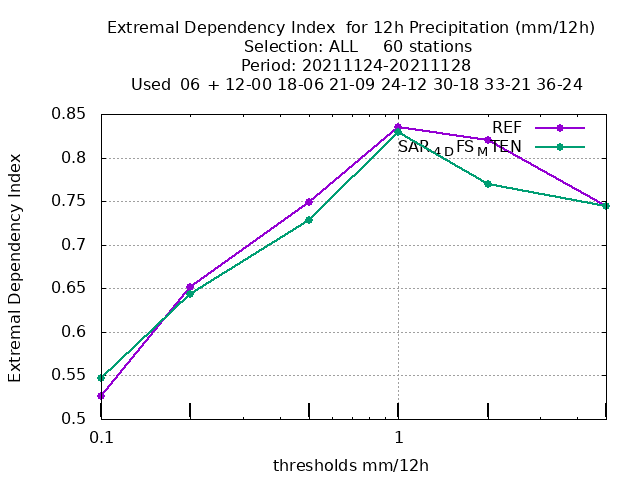 Extremal Dependency Index  for 12h Precipitation (mm/12h)
Selection: ALL     60 stations
Period: 20211124-20211128
Used  06 + 12-00 18-06 21-09 24-12 30-18 33-21 36-24
REF
SAR4DFSMTEN
Extremal Dependency Index
0.85
0.8
0.75
0.7
0.65
0.6
0.55
0.5
0.1
1
thresholds mm/12h